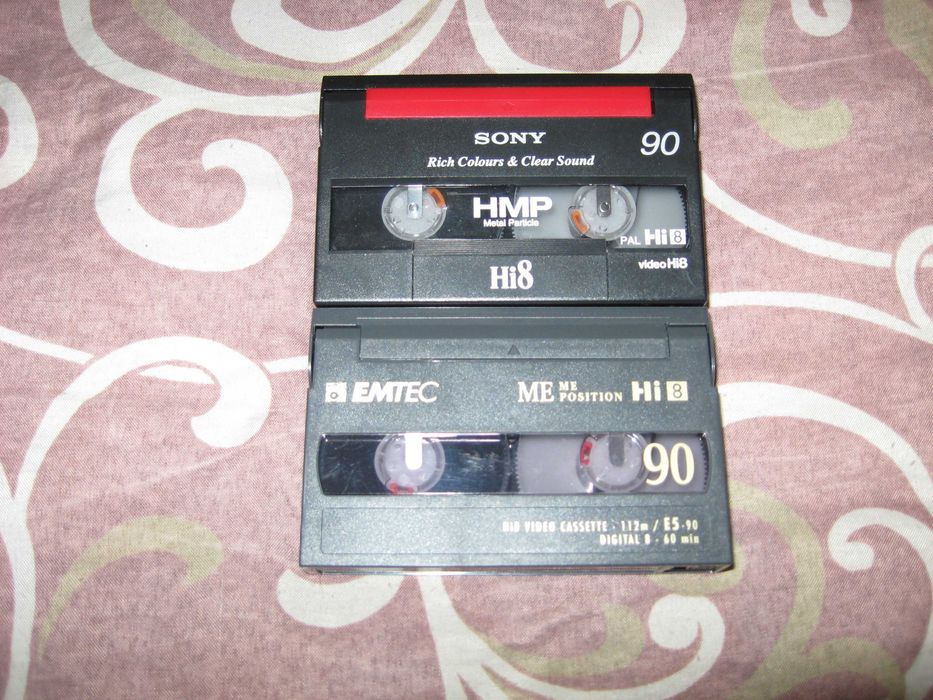 SONY
90
Rich Colours & Clear Sound
HMP
Metal Particle
PAL Hi8
video Hi8
Hi8
EMTEC
ME ME POSITION Hi8
90
Hi8 VIDEO CASSETTE - 112m / E5-90
DIGITAL 8 - 60 min